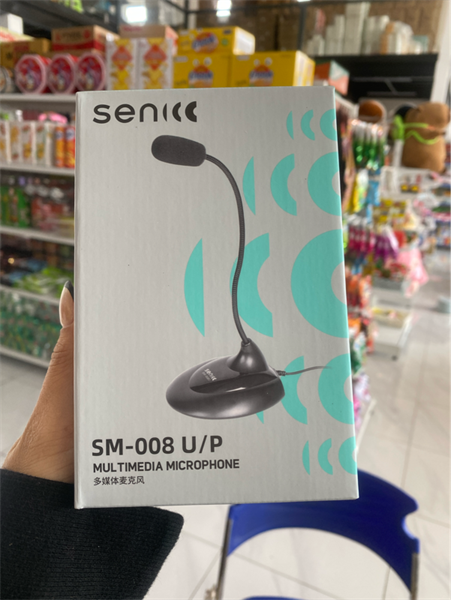 senicc
SM-008 U/P
MULTIMEDIA MICROPHONE
多媒体麦克风